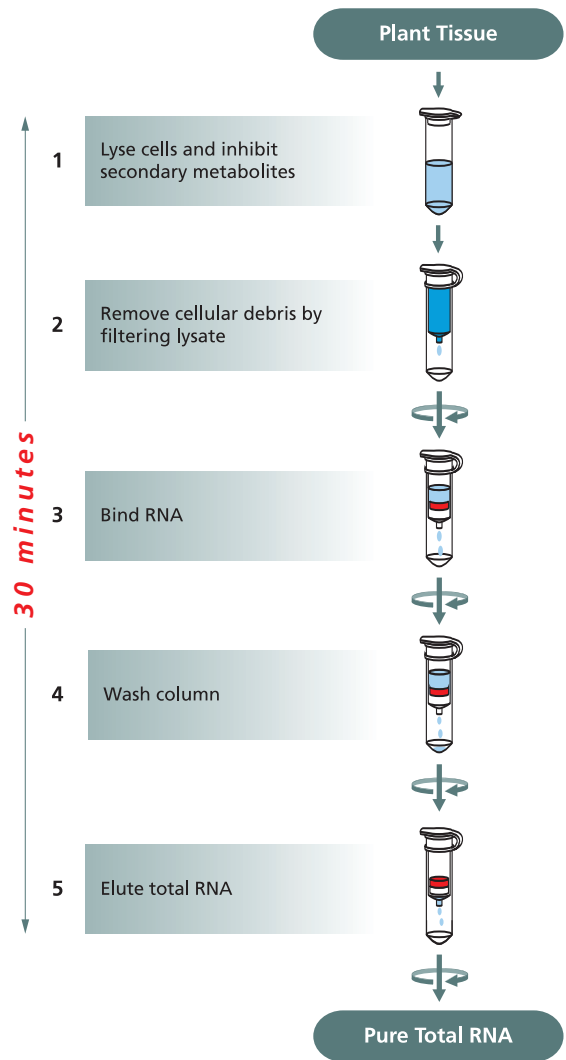 Plant Tissue
1
Lyse cells and inhibit
secondary metabolites
2
Remove cellular debris by
filtering lysate
30 minutes
3
Bind RNA
4
Wash column
5
Elute total RNA
Pure Total RNA